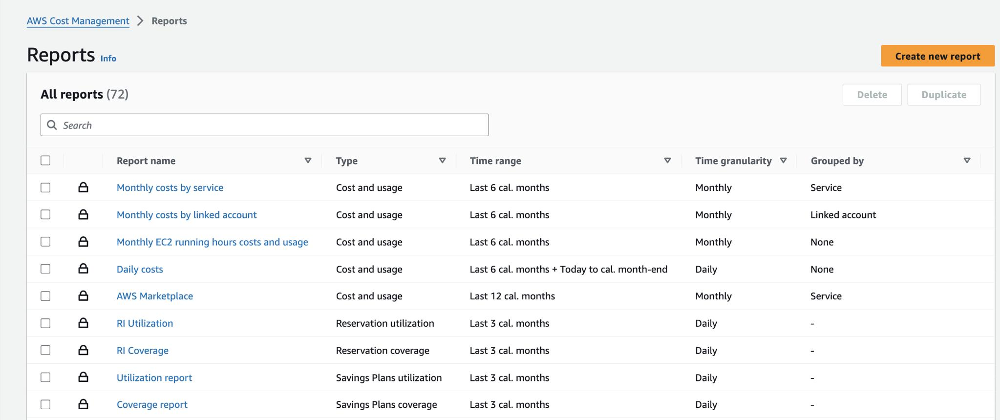 AWS Cost Management > Reports
Reports Info
Create new report
All reports (72)
Delete Duplicate
Search
Report name Type Time range Time granularity Grouped by
Monthly costs by service Cost and usage Last 6 cal. months Monthly Service
Monthly costs by linked account Cost and usage Last 6 cal. months Monthly Linked account
Monthly EC2 running hours costs and usage Cost and usage Last 6 cal. months Monthly None
Daily costs Cost and usage Last 6 cal. months + Today to cal. month-end Daily None
AWS Marketplace Cost and usage Last 12 cal. months Monthly Service
RI Utilization Reservation utilization Last 3 cal. months Daily -
RI Coverage Reservation coverage Last 3 cal. months Daily -
Utilization report Savings Plans utilization Last 3 cal. months Daily -
Coverage report Savings Plans coverage Last 3 cal. months Daily -